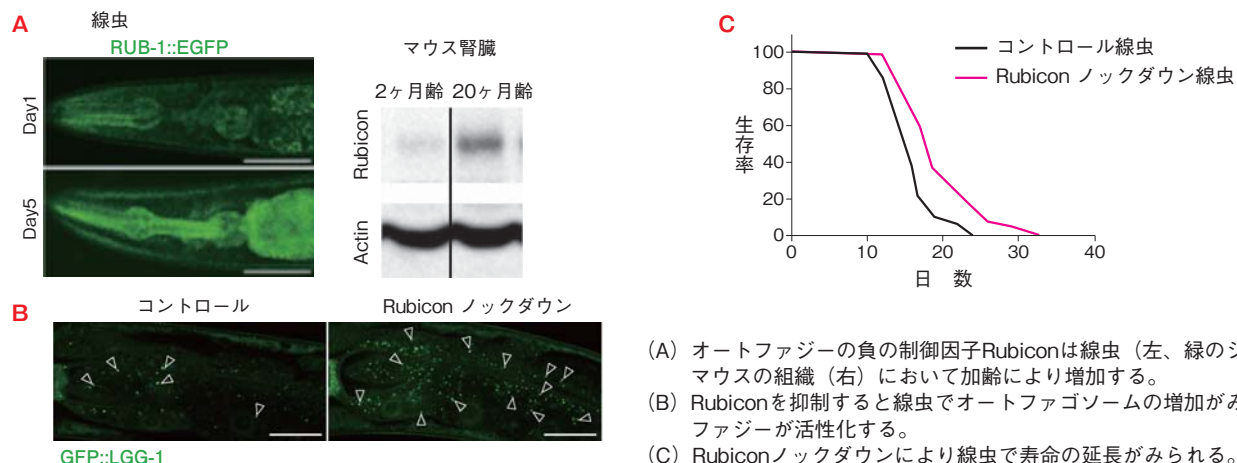 A
線虫
RUB-1::EGFP
Day1
Day5
マウス腎臓
2ヶ月齢 20ヶ月齢
Rubicon
Actin
B
コントロール
Rubicon ノックダウン
GFP::LGG-1
C
コントロール線虫
Rubicon ノックダウン線虫
生存率
100
80
60
40
20
0
0 10 20 30 40
日 数
(A) オートファジーの負の制御因子Rubiconは線虫(左、緑のシ
マウスの組織(右)において加齢により増加する。
(B) Rubiconを抑制すると線虫でオートファゴソームの増加がみ
ファジーが活性化する。
(C) Rubiconノックダウンにより線虫で寿命の延長がみられる。